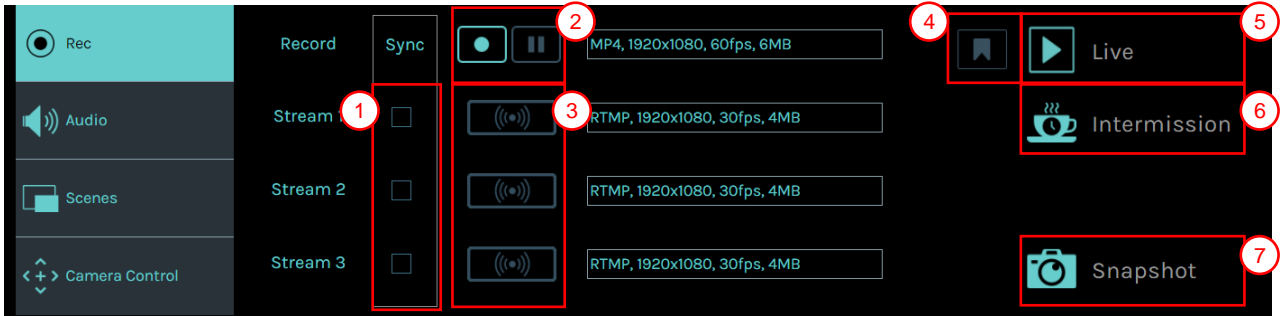 Rec
Audio
Scenes
Camera Control
Record
Sync
2
MP4, 1920x1080, 60fps, 6MB
4
5
Live
Stream 1
1
3
RTMP, 1920x1080, 30fps, 4MB
6
Intermission
Stream 2
RTMP, 1920x1080, 30fps, 4MB
Stream 3
RTMP, 1920x1080, 30fps, 4MB
7
Snapshot